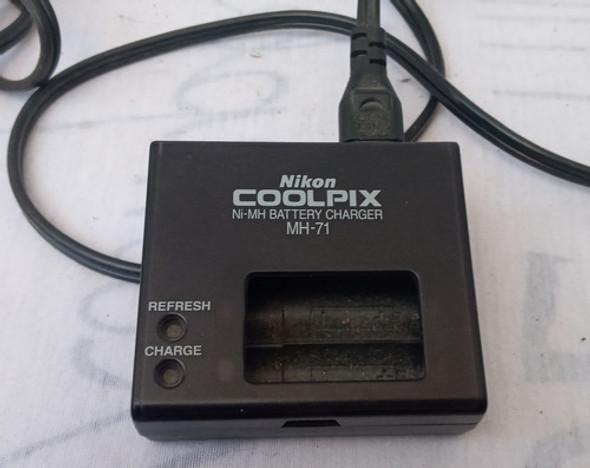 Nikon
COOLPIX
Ni-MH BATTERY CHARGER
MH-71
REFRESH
CHARGE